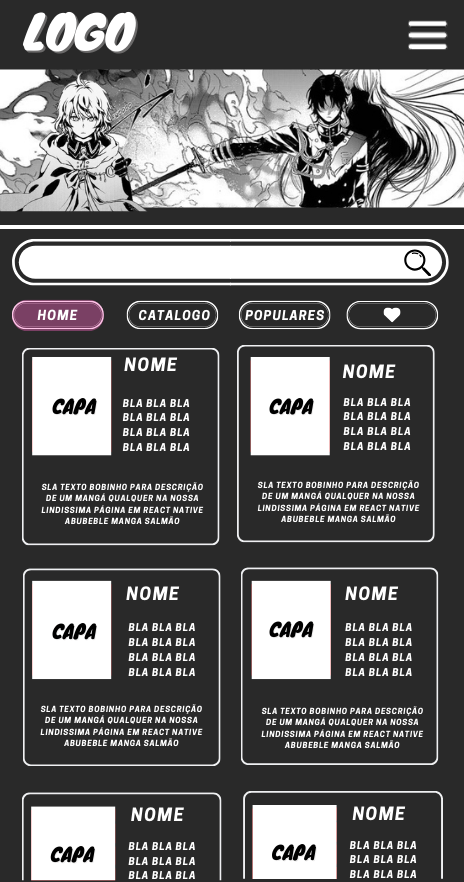 LOGO
HOME
CATALOGO
POPULARES
CAPA
NOME
BLA BLA BLA
BLA BLA BLA
BLA BLA BLA
BLA BLA BLA
SLA TEXTO BOBINHO PARA DESCRIÇÃO
DE UM MANGÁ QUALQUER NA NOSSA
LINDISSIMA PÁGINA EM REACT NATIVE
ABUBEBLE MANGA SALMÃO
CAPA
NOME
BLA BLA BLA
BLA BLA BLA
BLA BLA BLA
BLA BLA BLA
SLA TEXTO BOBINHO PARA DESCRIÇÃO
DE UM MANGÁ QUALQUER NA NOSSA
LINDISSIMA PÁGINA EM REACT NATIVE
ABUBEBLE MANGA SALMÃO
CAPA
NOME
BLA BLA BLA
BLA BLA BLA
BLA BLA BLA
BLA BLA BLA
SLA TEXTO BOBINHO PARA DESCRIÇÃO
DE UM MANGÁ QUALQUER NA NOSSA
LINDISSIMA PÁGINA EM REACT NATIVE
ABUBEBLE MANGA SALMÃO
CAPA
NOME
BLA BLA BLA
BLA BLA BLA
BLA BLA BLA
BLA BLA BLA
SLA TEXTO BOBINHO PARA DESCRIÇÃO
DE UM MANGÁ QUALQUER NA NOSSA
LINDISSIMA PÁGINA EM REACT NATIVE
ABUBEBLE MANGA SALMÃO
CAPA
NOME
BLA BLA BLA
BLA BLA BLA
BLA BLA BLA
CAPA
NOME
BLA BLA BLA
BLA BLA BLA
BLA BLA BLA